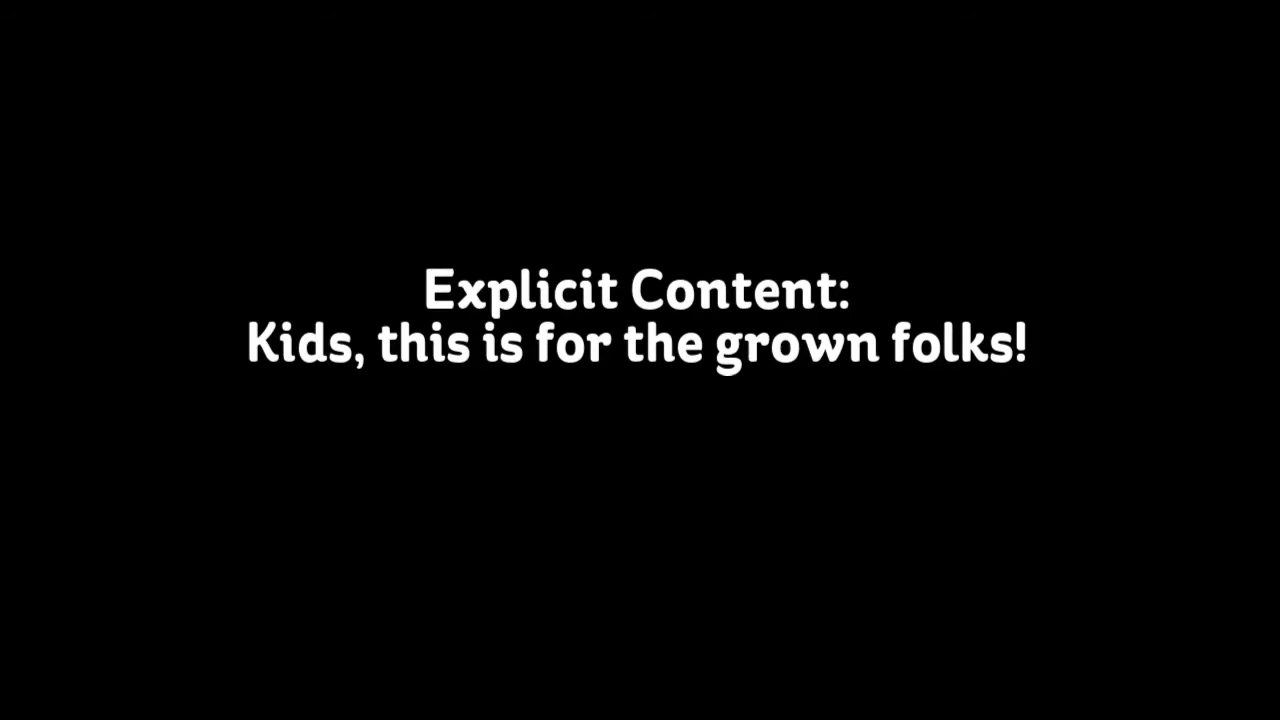 Explicit Content:
Kids, this is for the grown folks!